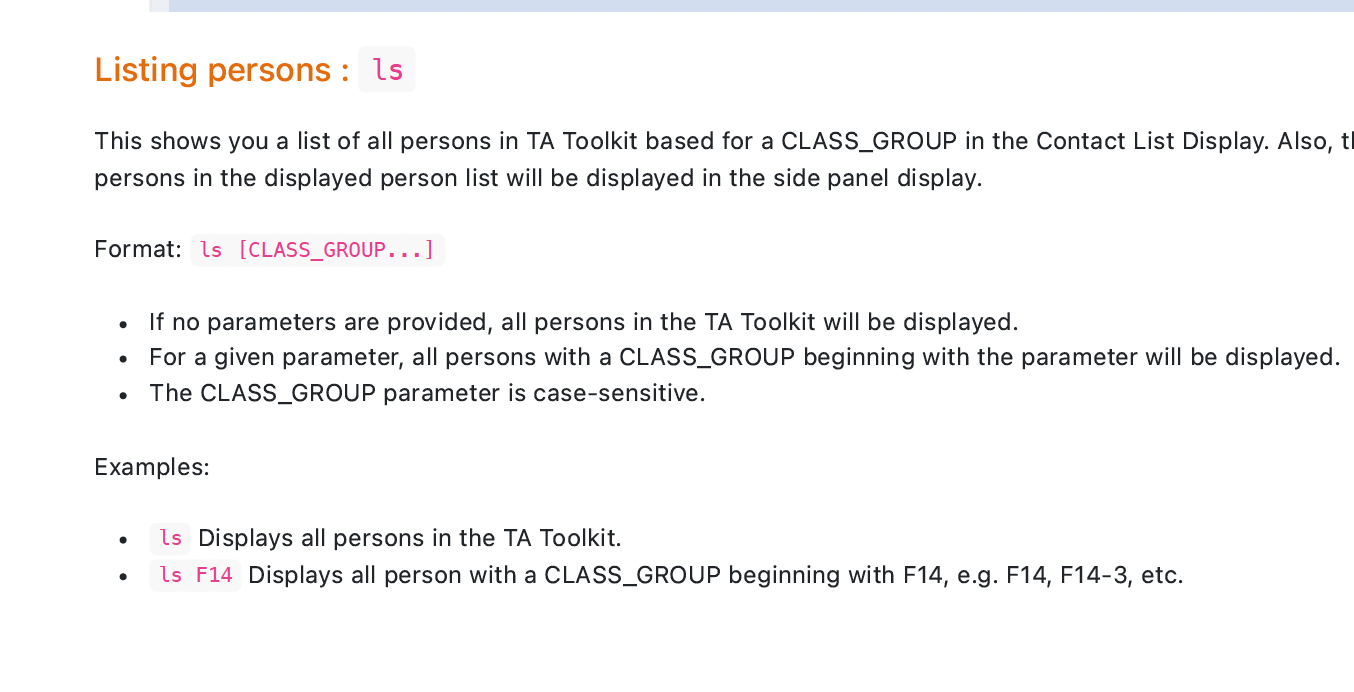 Listing persons : ls
This shows you a list of all persons in TA Toolkit based for a CLASS_GROUP in the Contact List Display. Also,
persons in the displayed person list will be displayed in the side panel display.
Format: ls [CLASS_GROUP...]
• If no parameters are provided, all persons in the TA Toolkit will be displayed.
• For a given parameter, all persons with a CLASS_GROUP beginning with the parameter will be displayed.
• The CLASS_GROUP parameter is case-sensitive.
Examples:
• ls Displays all persons in the TA Toolkit.
• ls F14 Displays all person with a CLASS_GROUP beginning with F14, e.g. F14, F14-3, etc.